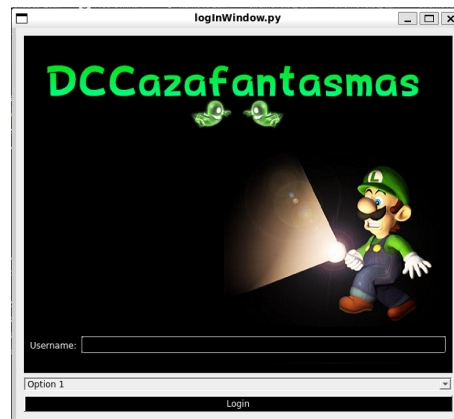 logInWindow.py
DCCazafantasmas
L
Username:
Option 1
Login